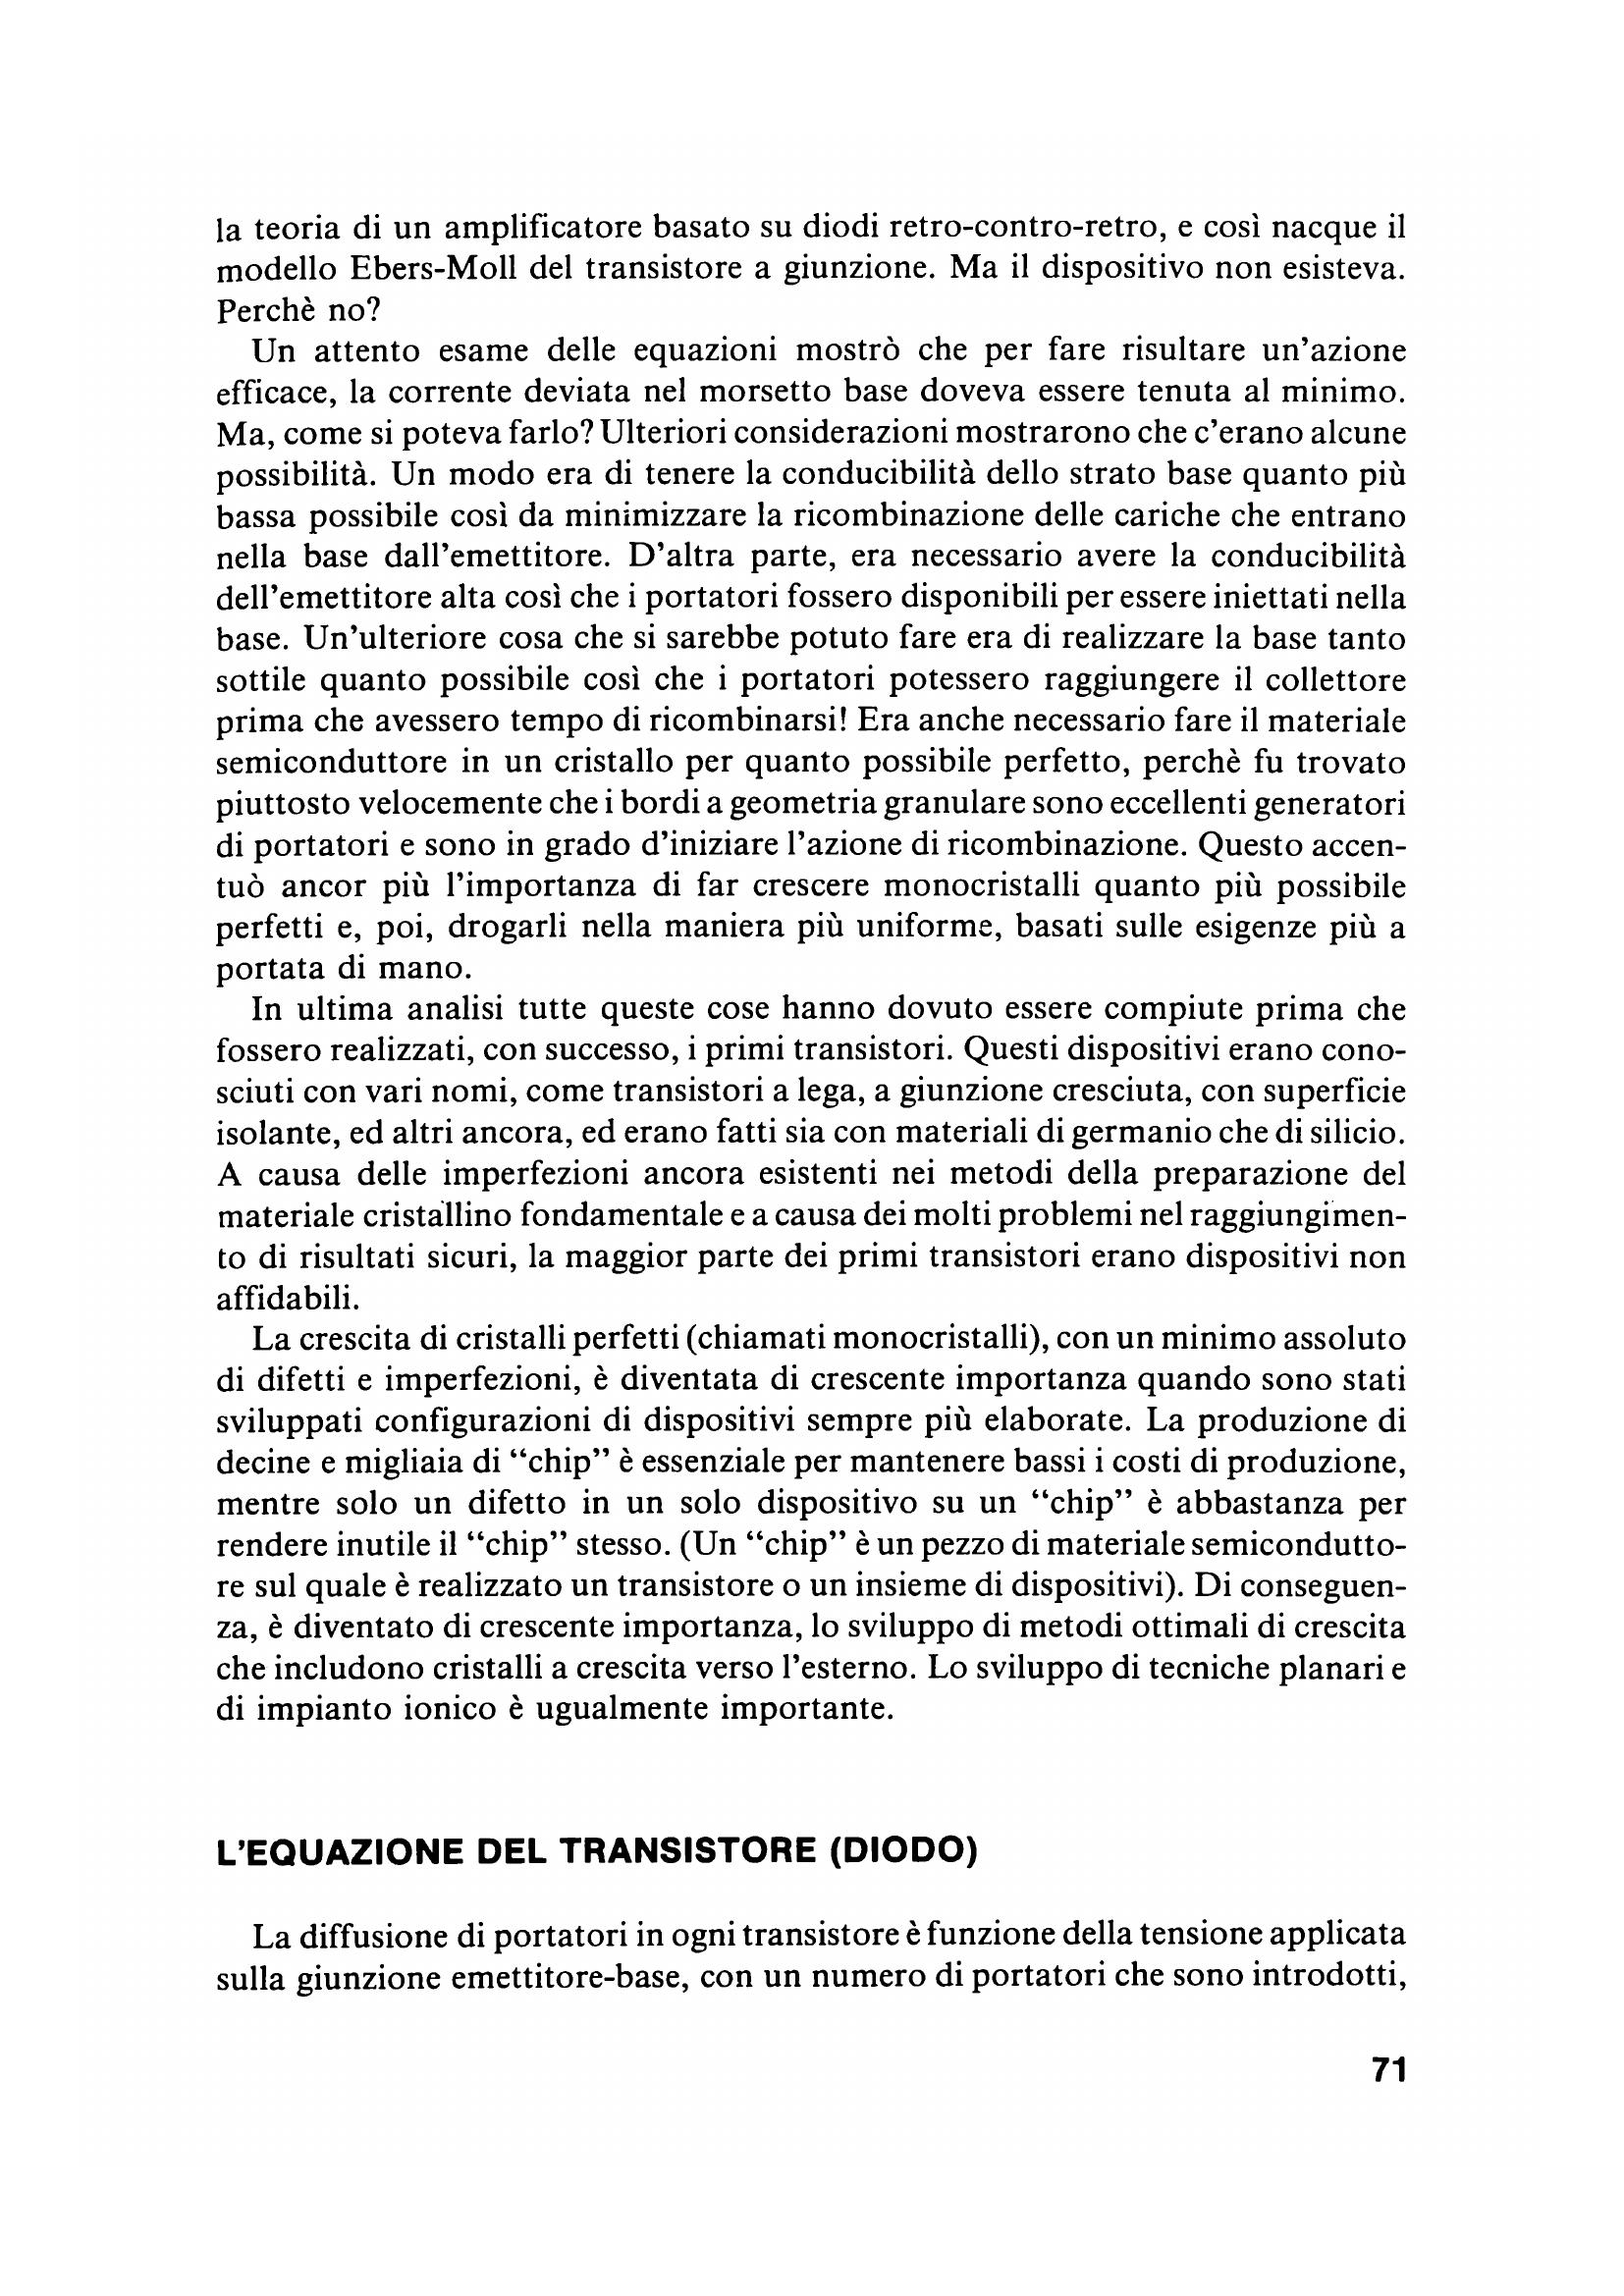 la teoria di un amplificatore basato su diodi retro-contro-retro, e così nacque il
modello Ebers-Moll del transistore a giunzione. Ma il dispositivo non esisteva.
Perchè no?
Un attento esame delle equazioni mostrò che per fare risultare un'azione
efficace, la corrente deviata nel morsetto base doveva essere tenuta al minimo.
Ma, come si poteva farlo? Ulteriori considerazioni mostrarono che c'erano alcune
possibilità. Un modo era di tenere la conducibilità dello strato base quanto più
bassa possibile così da minimizzare la ricombinazione delle cariche che entrano
nella base dall'emettitore. D'altra parte, era necessario avere la conducibilità
dell'emettitore alta così che i portatori fossero disponibili per essere iniettati nella
base. Un'ulteriore cosa che si sarebbe potuto fare era di realizzare la base tanto
sottile quanto possibile così che i portatori potessero raggiungere il collettore
prima che avessero tempo di ricombinarsi! Era anche necessario fare il materiale
semiconduttore in un cristallo per quanto possibile perfetto, perchè fu trovato
piuttosto velocemente che i bordi a geometria granulare sono eccellenti generatori
di portatori e sono in grado d'iniziare l'azione di ricombinazione. Questo accen-
tuò ancor più l'importanza di far crescere monocristalli quanto più possibile
perfetti e, poi, drogarli nella maniera più uniforme, basati sulle esigenze più a
portata di mano.
In ultima analisi tutte queste cose hanno dovuto essere compiute prima che
fossero realizzati, con successo, i primi transistori. Questi dispositivi erano cono-
sciuti con vari nomi, come transistori a lega, a giunzione cresciuta, con superficie
isolante, ed altri ancora, ed erano fatti sia con materiali di germanio che di silicio.
A causa delle imperfezioni ancora esistenti nei metodi della preparazione del
materiale cristallino fondamentale e a causa dei molti problemi nel raggiungimen-
to di risultati sicuri, la maggior parte dei primi transistori erano dispositivi non
affidabili.
La crescita di cristalli perfetti (chiamati monocristalli), con un minimo assoluto
di difetti e imperfezioni, è diventata di crescente importanza quando sono stati
sviluppati configurazioni di dispositivi sempre più elaborate. La produzione di
decine e migliaia di “chip” è essenziale per mantenere bassi i costi di produzione,
mentre solo un difetto in un solo dispositivo su un “chip” è abbastanza per
rendere inutile il “chip” stesso. (Un “chip” è un pezzo di materiale semicondutto-
re sul quale è realizzato un transistore o un insieme di dispositivi). Di conseguen-
za, è diventato di crescente importanza, lo sviluppo di metodi ottimali di crescita
che includono cristalli a crescita verso l'esterno. Lo sviluppo di tecniche planari e
di impianto ionico è ugualmente importante.
L'EQUAZIONE DEL TRANSISTORE (DIODO)
La diffusione di portatori in ogni transistore è funzione della tensione applicata
sulla giunzione emettitore-base, con un numero di portatori che sono introdotti,
71